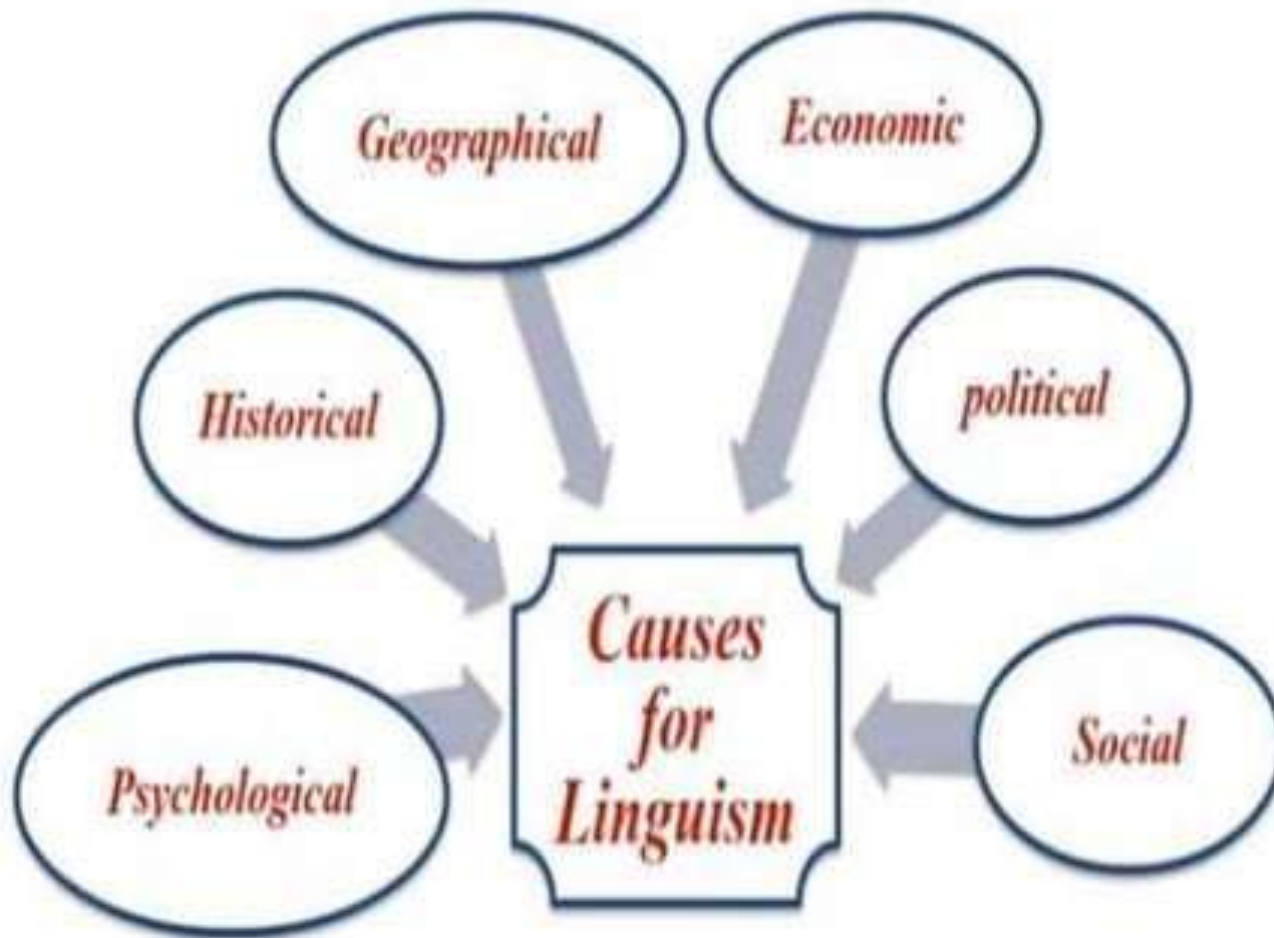 Geographical
Economic
Historical
political
Psychological
Causes
for
Linguism
Social